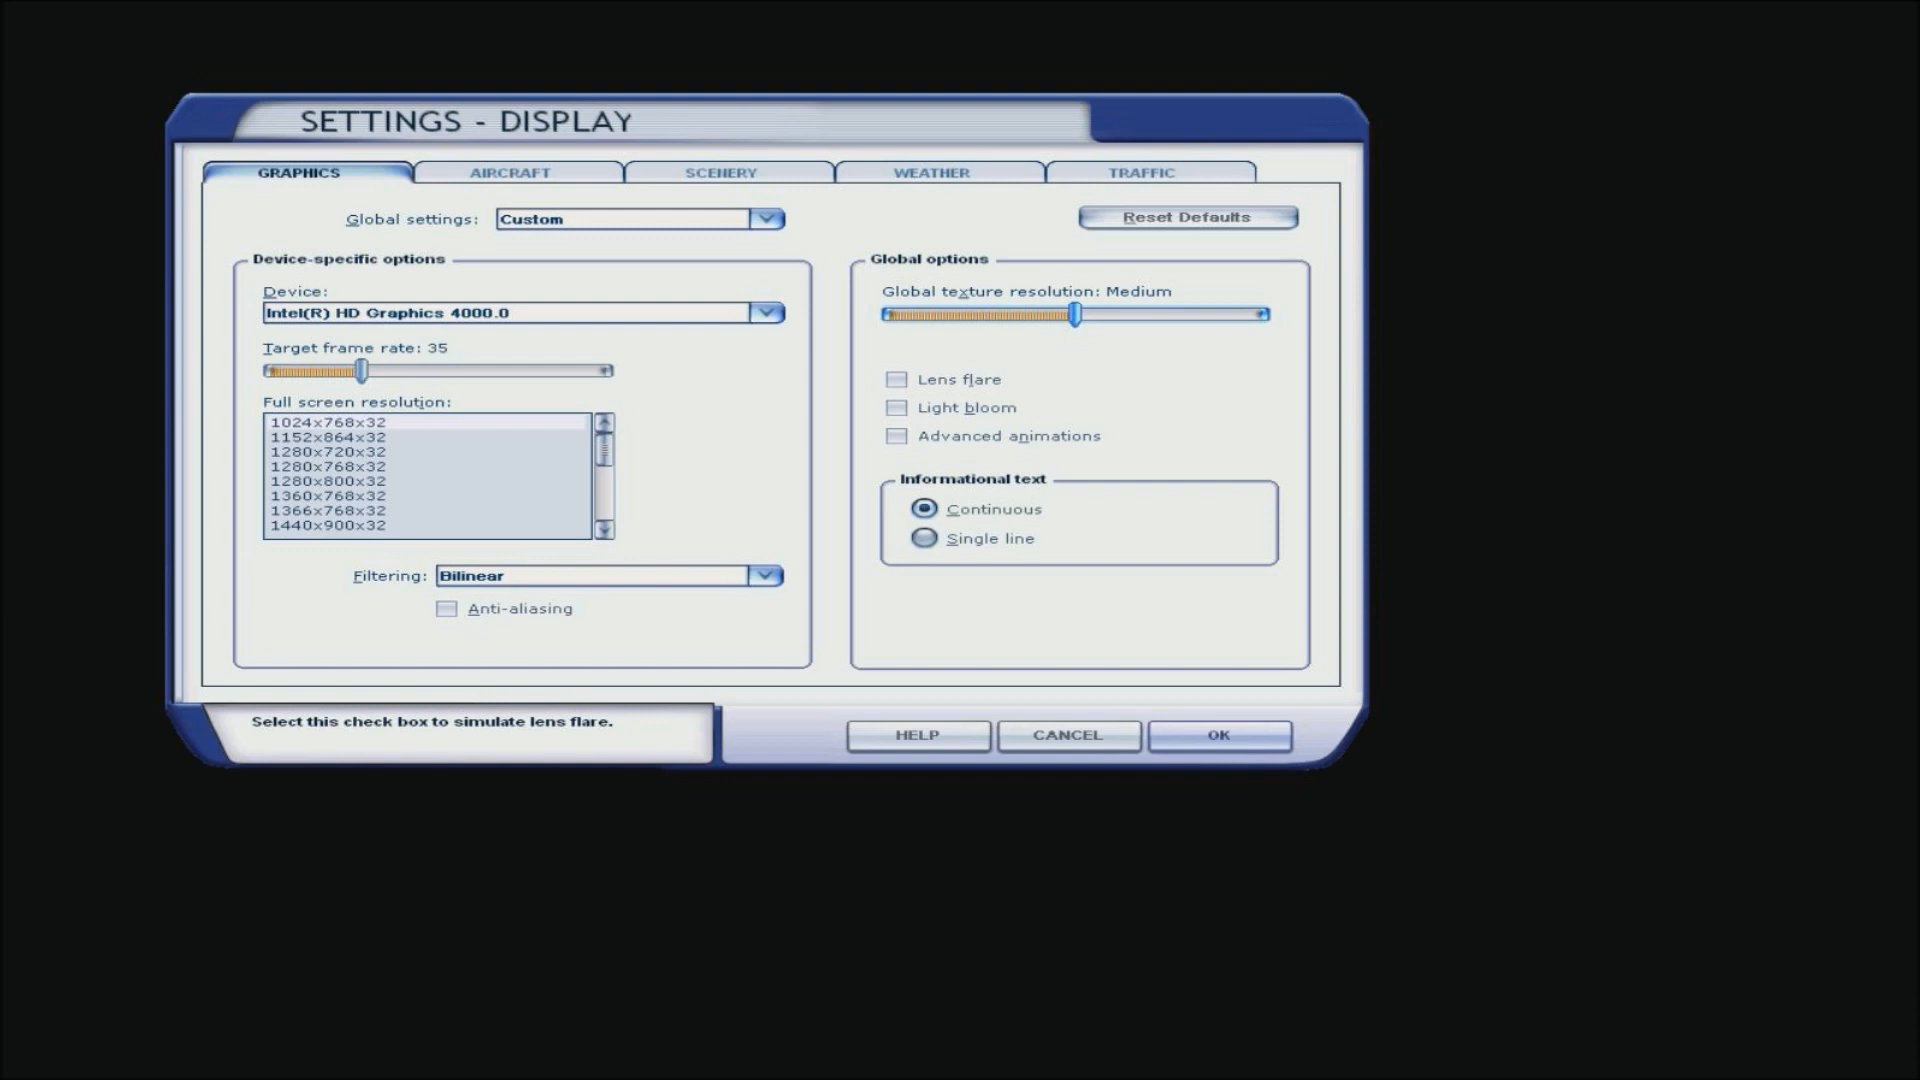 SETTINGS - DISPLAY
GRAPHICS
AIRCRAFT
SCENERY
WEATHER
TRAFFIC
Global settings:
Custom
Reset Defaults
Device-specific options
Device:
Intel(R) HD Graphics 4000.0
Target frame rate: 35
Full screen resolution:
1024x768x32
1152x864x32
1280x720x32
1280x768x32
1280x800x32
1360x768x32
1366x768x32
1440x900x32
Filtering:
Bilinear
Anti-aliasing
Global options
Global texture resolution: Medium
Lens flare
Light bloom
Advanced animations
Informational text
Continuous
Single line
Select this check box to simulate lens flare.
HELP
CANCEL
OK